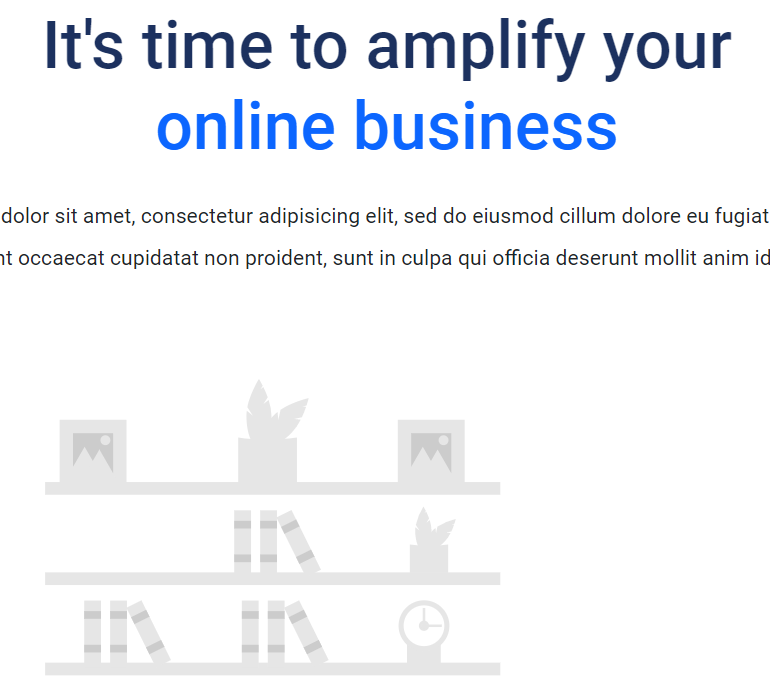 It's time to amplify your
online business
dolor sit amet, consectetur adipisicing elit, sed do eiusmod cillum dolore eu fugiat
occaecat cupidatat non proident, sunt in culpa qui officia deserunt mollit anim id